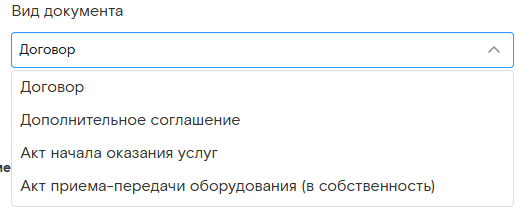 Вид документа
Договор
Договор
Дополнительное соглашение
Акт начала оказания услуг
Акт приема-передачи оборудования (в собственность)